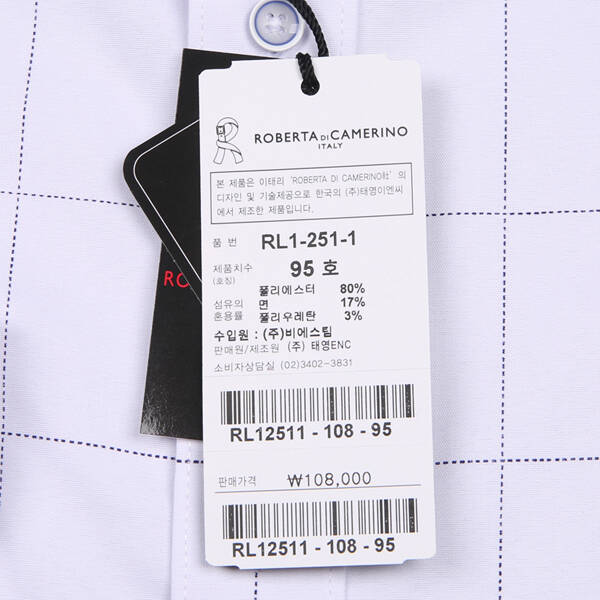 ROBERTA DI CAMERINO
ITALY
본 제품은 이태리 'ROBERTA DI CAMERINO社' 의
디자인 및 기술제공으로 한국의 (주)태영이엔씨
에서 제조한 제품입니다.
품 번 RL1-251-1
제품치수 95 호
(호칭)
폴리에스터 80%
섬유의 면 17%
혼용률 폴리우레탄 3%
수입원 : (주)비에스팀
판매원/제조원 (주) 태영ENC
소비자상담실 (02)3402-3831
RL12511 - 108 - 95
판매가격 ₩108,000
RL12511 - 108 - 95
RO